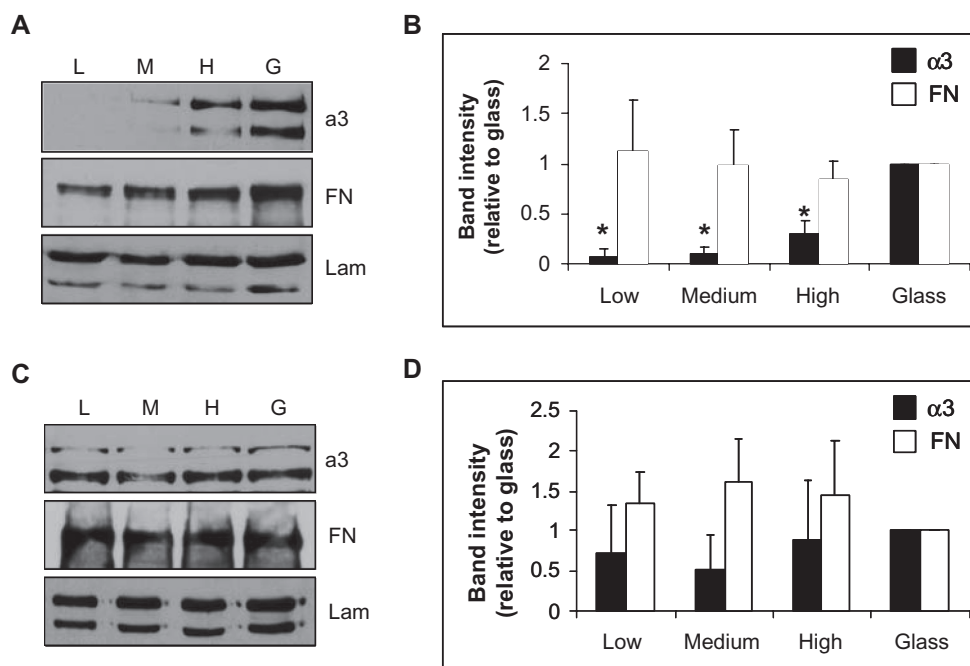 A
L M H G
a3
FN
Lam
B
α3
FN
Band intensity
(relative to glass)
2
1.5
1
0.5
0
* * *
Low Medium High Glass
C
L M H G
a3
FN
Lam
D
α3
FN
Band intensity
(relative to glass)
2.5
2
1.5
1
0.5
0
Low Medium High Glass